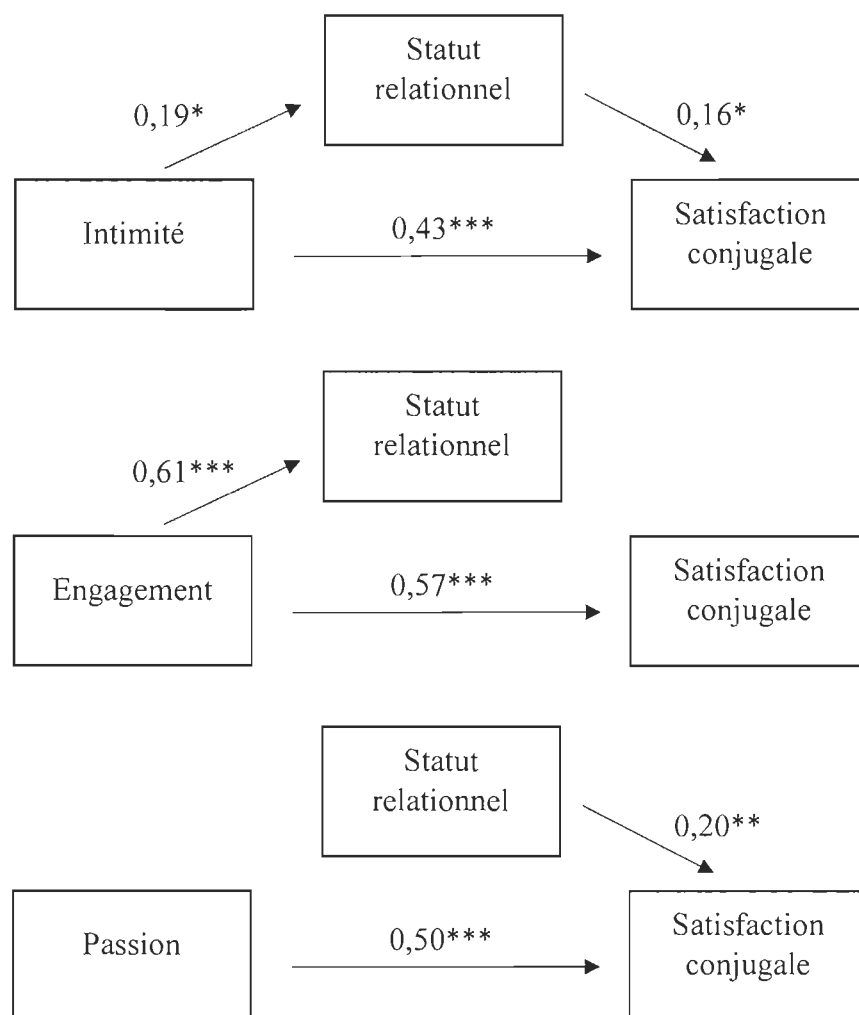 Statut
relationnel
0,19*
0,16*
Intimité
0,43***
Satisfaction
conjugale
Statut
relationnel
0,61***
Engagement
0,57***
Satisfaction
conjugale
Statut
relationnel
0,20**
Passion
0,50***
Satisfaction
conjugale